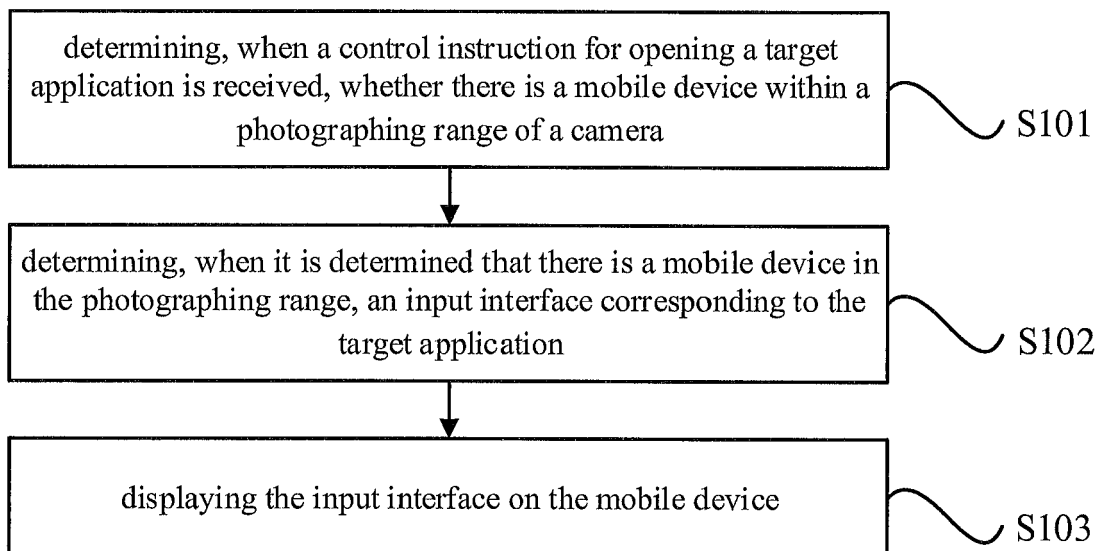 determining, when a control instruction for opening a target
application is received, whether there is a mobile device within a
photographing range of a camera
S101
determining, when it is determined that there is a mobile device in
the photographing range, an input interface corresponding to the
target application
S102
displaying the input interface on the mobile device
S103